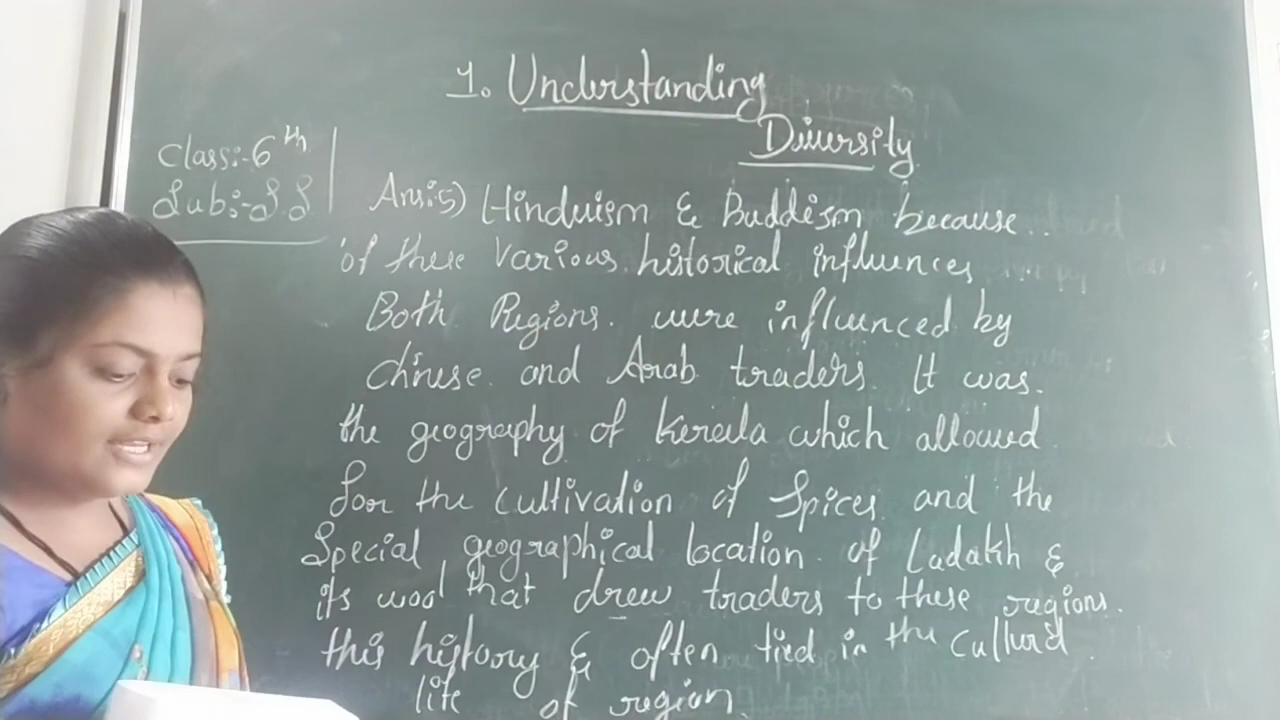 1. Understanding
Diversity
Class:-6th
Sub:-SS
Ans:5) Hinduism & Buddism because
of these various historical influences
Both Regions. were influenced by
Chinese. and Arab traders. It was.
the geography of Kerala which allowed
for the cultivation of Spices and the
Special geographical location of Ladakh &
its wool that drew traders to these regions.
this history & often tied in the cultural
life of region.